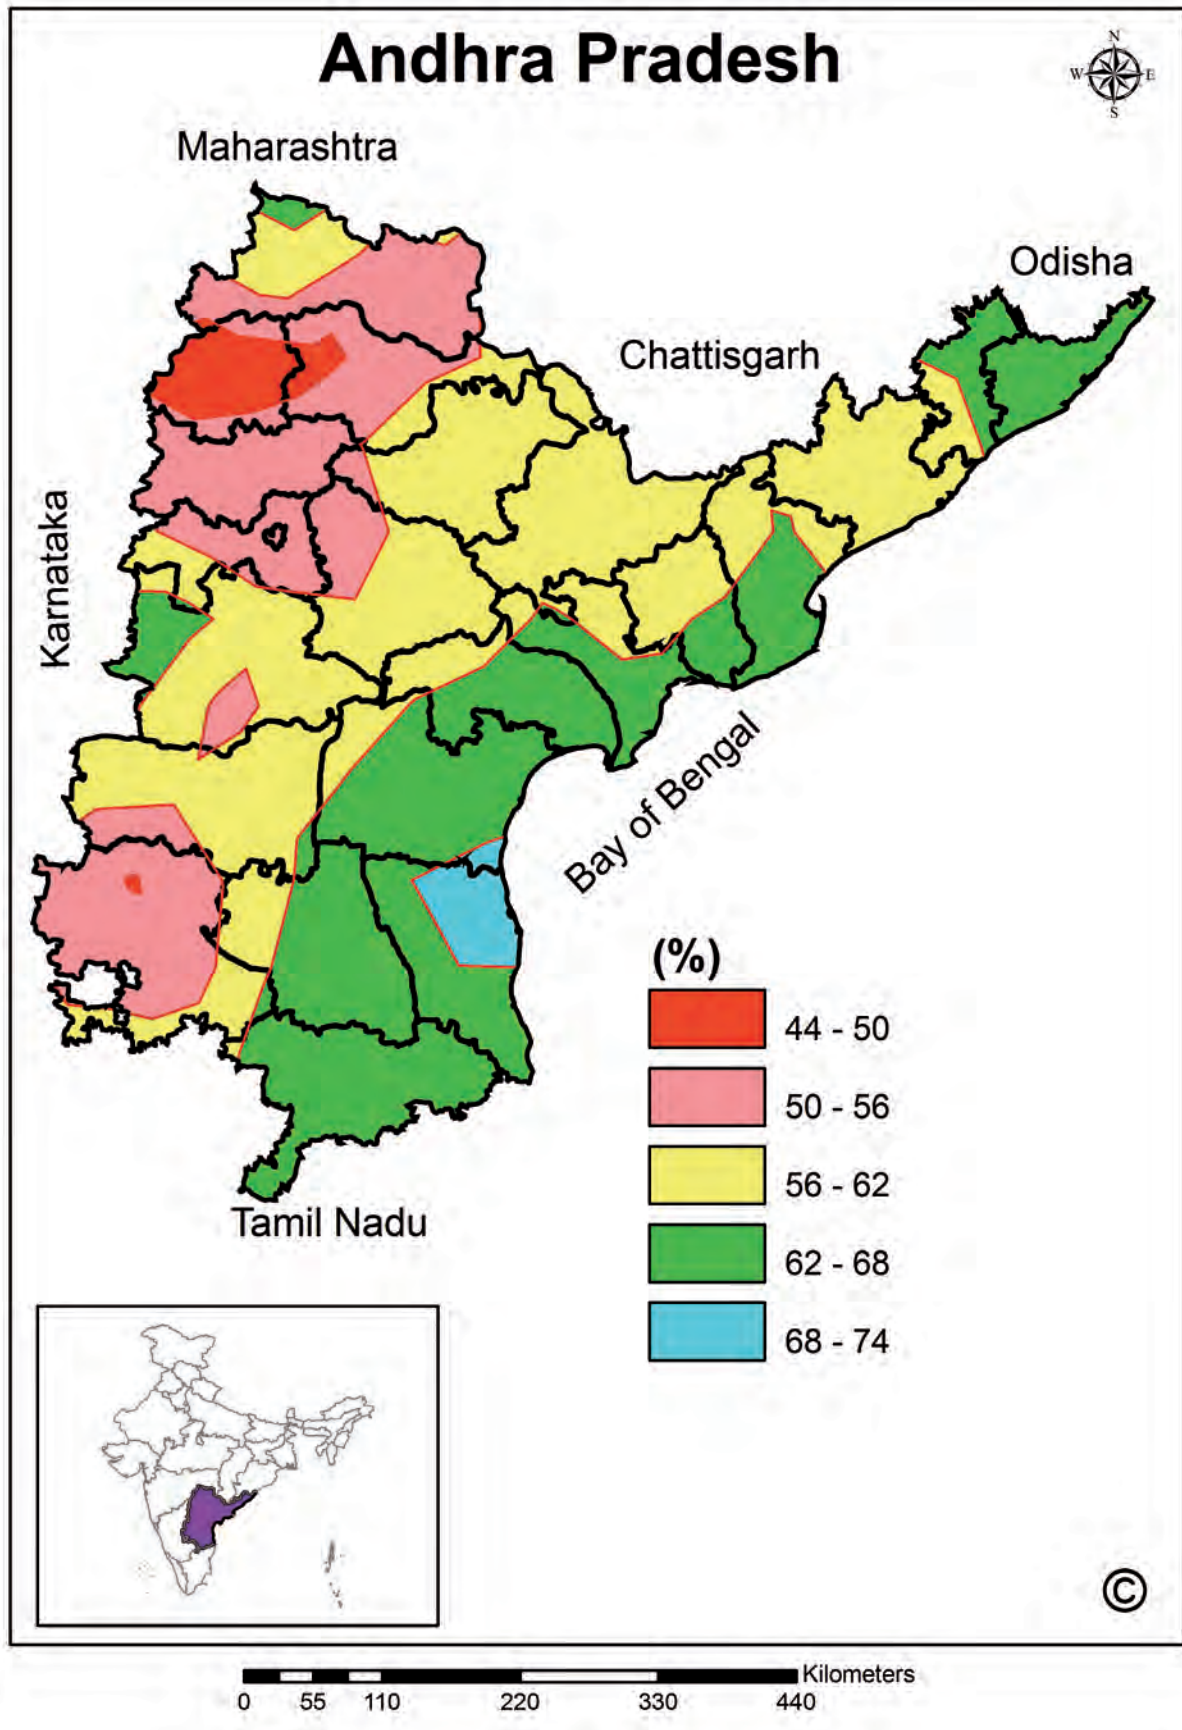 Andhra Pradesh
N
W E
S
Maharashtra
Odisha
Chattisgarh
Karnataka
Bay of Bengal
(%)
44 - 50
50 - 56
56 - 62
62 - 68
68 - 74
Tamil Nadu
©
Kilometers
0 55 110 220 330 440